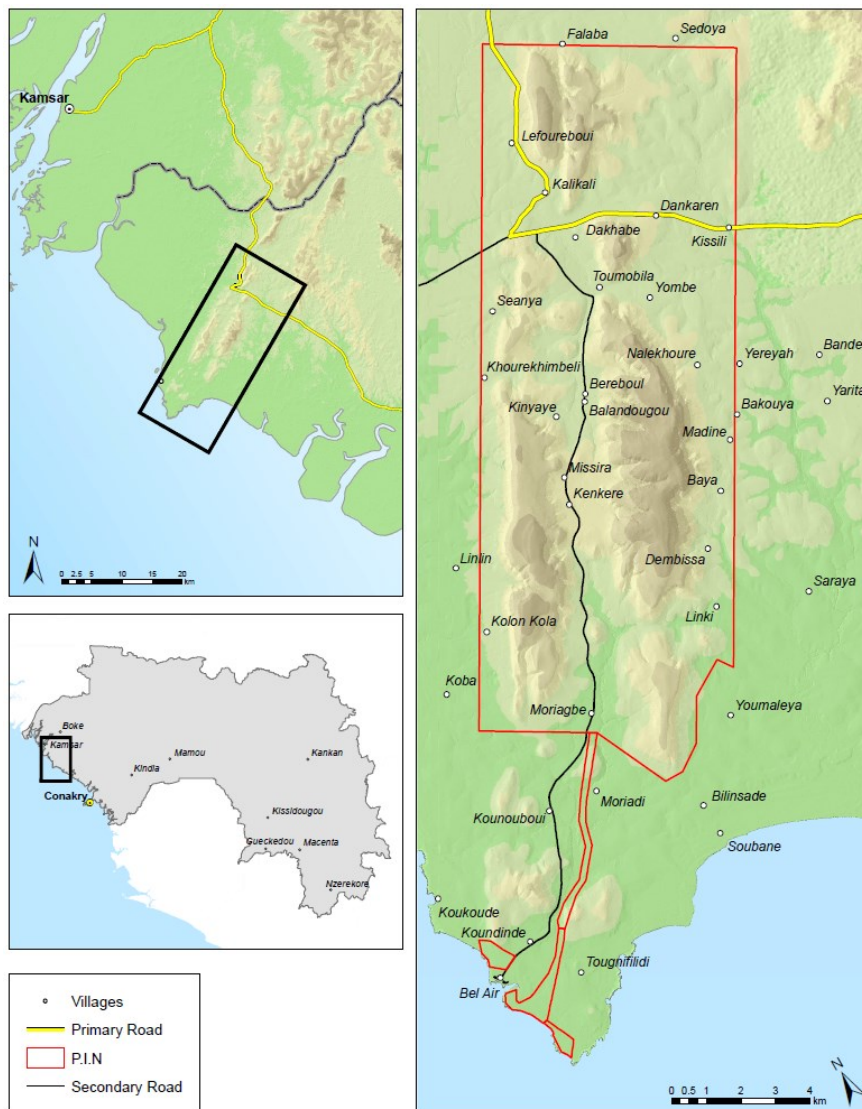 Kamsar
N
0 2.5 5 10 15 20
km
Boke
Kamsar
Kindia
Mamou
Kankan
Conakry
Kissidougou
Gueckedou
Macenta
Nzerekore
Villages
Primary Road
P.I.N
Secondary Road
Falaba
Sedoya
Lefoureboui
Kalikali
Dankaren
Dakhabe
Kissili
Toumobila
Yombe
Seanya
Nalekhoure
Yereyah
Bande
Khourekhimbeli
Bereboul
Yarita
Kinyaye
Balandougou
Bakouya
Madine
Missira
Baya
Kenkere
Dembissa
Linlin
Saraya
Linki
Kolon Kola
Koba
Moriagbe
Youmaleya
Moriadi
Bilinsade
Kounouboui
Soubane
Koukoude
Koundinde
Tougnifilidi
Bel Air
N
0 0.5 1 2 3 4
km